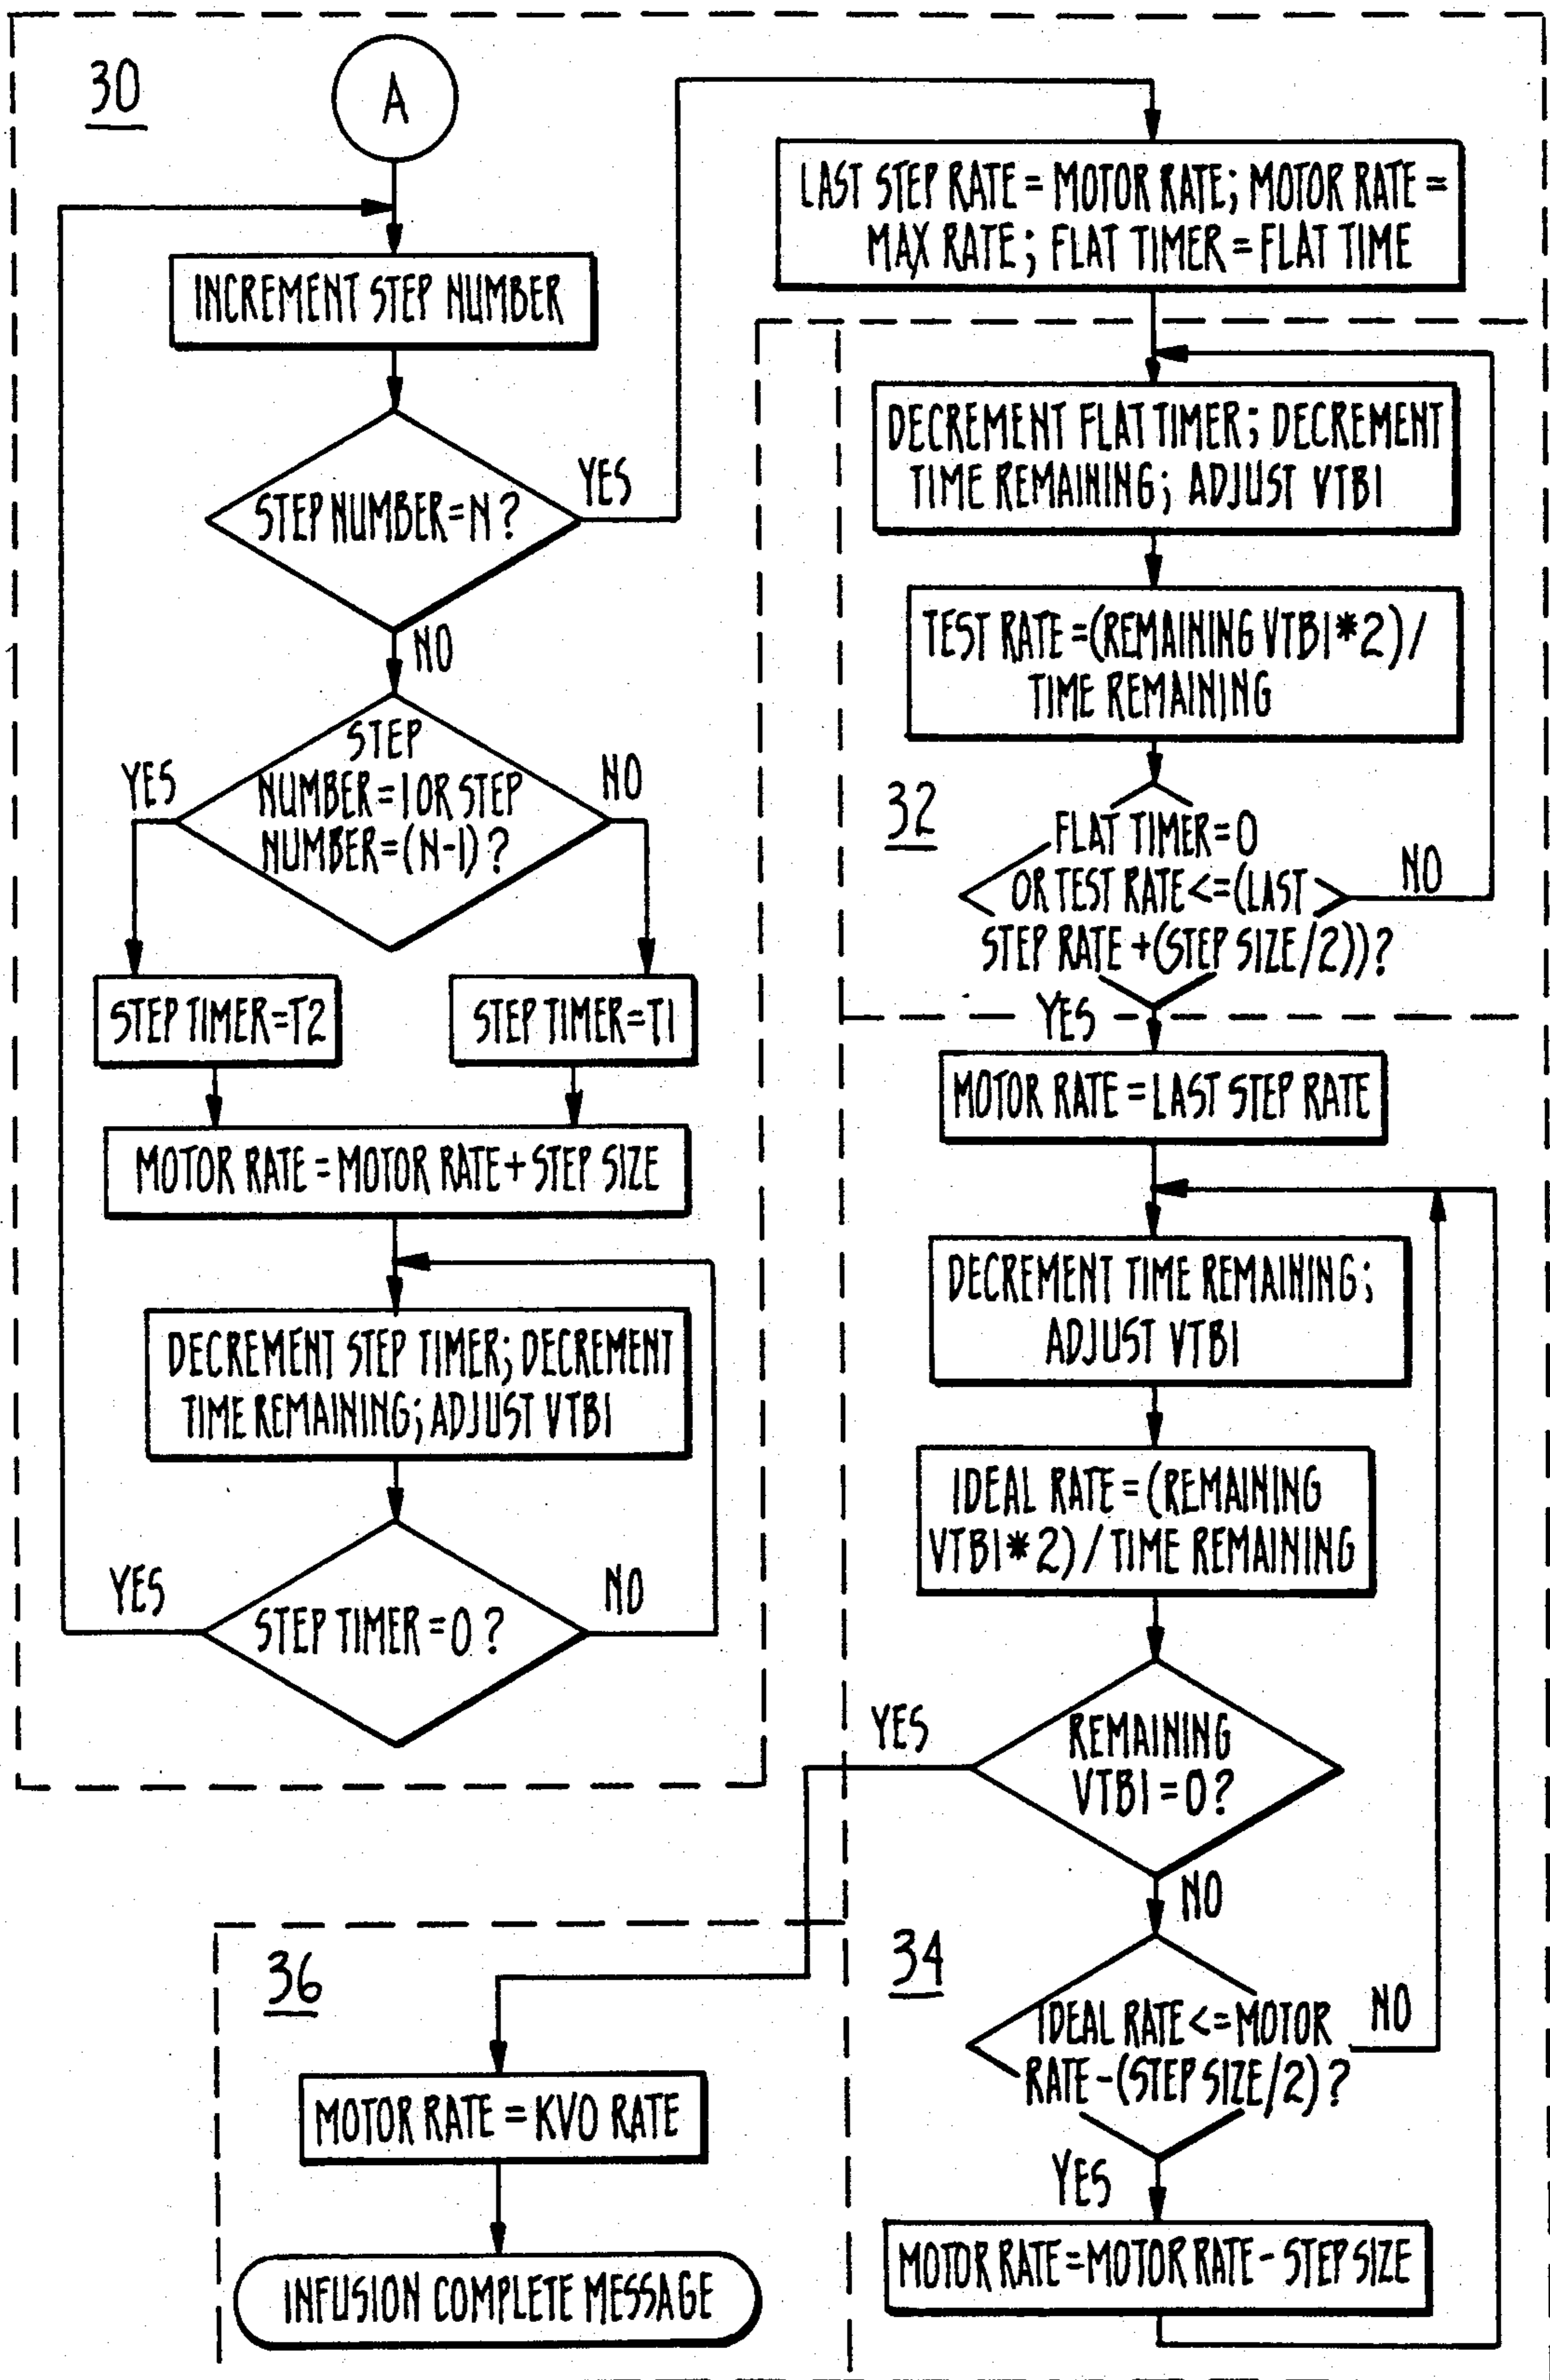 30
A
INCREMENT STEP NUMBER
STEP NUMBER=N?
YES
NO
STEP
NUMBER=1 OR STEP
NUMBER=(N-1)?
YES
NO
STEP TIMER=T2
STEP TIMER=T1
MOTOR RATE=MOTOR RATE+STEP SIZE
DECREMENT STEP TIMER; DECREMENT
TIME REMAINING; ADJUST VTBI
STEP TIMER=0?
YES
NO
LAST STEP RATE=MOTOR RATE; MOTOR RATE=
MAX RATE; FLAT TIMER=FLAT TIME
DECREMENT FLAT TIMER; DECREMENT
TIME REMAINING; ADJUST VTBI
TEST RATE=(REMAINING VTBI*2)/
TIME REMAINING
32
FLAT TIMER=0
OR TEST RATE<=(LAST
STEP RATE+(STEP SIZE/2))?
NO
YES
MOTOR RATE=LAST STEP RATE
DECREMENT TIME REMAINING;
ADJUST VTBI
IDEAL RATE=(REMAINING
VTBI*2)/TIME REMAINING
REMAINING
VTBI=0?
YES
NO
34
IDEAL RATE<=MOTOR
RATE-(STEP SIZE/2)?
NO
YES
MOTOR RATE=MOTOR RATE-STEP SIZE
36
MOTOR RATE=KVO RATE
INFUSION COMPLETE MESSAGE